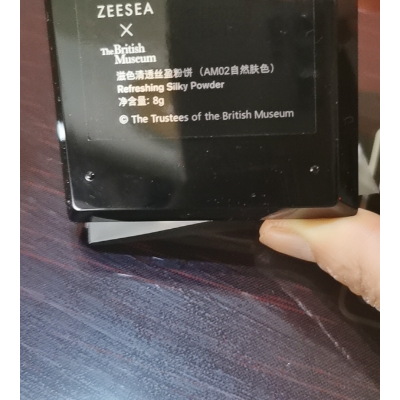 ZEESEA
×
The British
Museum
滋色清透丝盈粉饼（AM02自然肤色）
Refreshing Silky Powder
净含量: 8g
© The Trustees of the British Museum